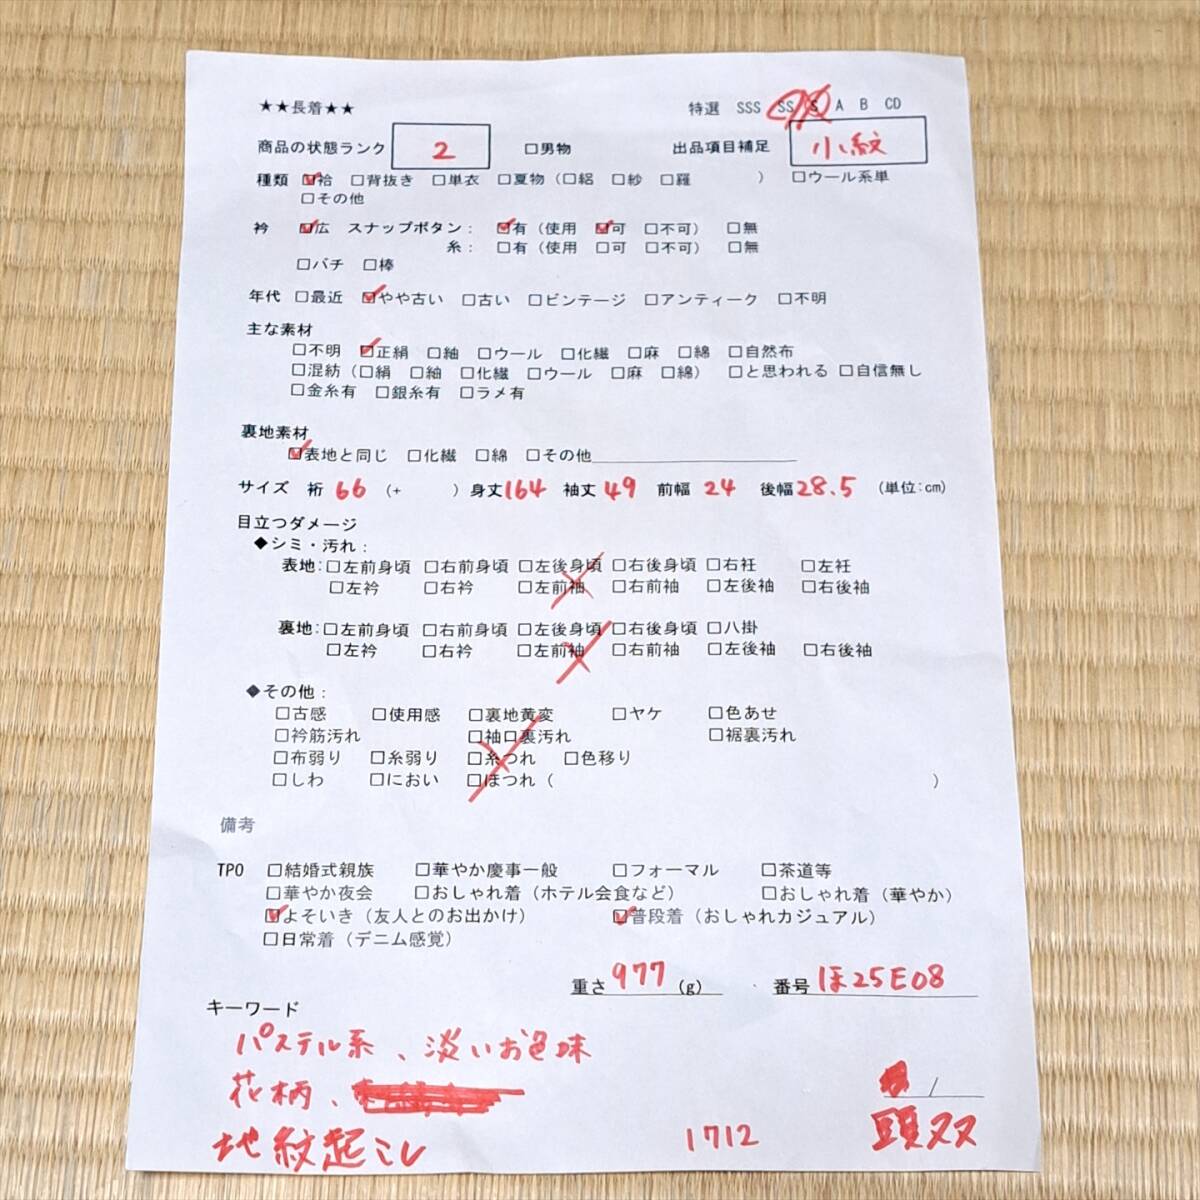 ★★長着★★ 特選 SSS SS S A B CD
商品の状態ランク 2 □男物 出品項目補足 小紋
種類 ☑袷 □背抜き □単衣 □夏物（□絽 □紗 □羅 ） □ウール系単
□その他
衿 ☑広 スナップボタン： ☑有（使用 ☑可 □不可） □無
糸： □有（使用 □可 □不可） □無
□バチ □棒
年代 □最近 ☑やや古い □古い □ビンテージ □アンティーク □不明
主な素材
□不明 ☑正絹 □紬 □ウール □化繊 □麻 □綿 □自然布
□混紡（□絹 □紬 □化繊 □ウール □麻 □綿） □と思われる □自信無し
□金糸有 □銀糸有 □ラメ有
裏地素材
☑表地と同じ □化繊 □綿 □その他
サイズ 裄 66 （+ ）身丈164 袖丈49 前幅 24 後幅28.5 (単位:cm)
目立つダメージ
◆シミ・汚れ：
表地:□左前身頃 □右前身頃 □左後身頃 □右後身頃 □右衽 □左衽
□左衿 □右衿 □左前袖 □右前袖 □左後袖 □右後袖
裏地:□左前身頃 □右前身頃 □左後身頃 □右後身頃 □八掛
□左衿 □右衿 □左前袖 □右前袖 □左後袖 □右後袖
◆その他：
□古感 □使用感 □裏地黄変 □ヤケ □色あせ
□衿筋汚れ □袖口裏汚れ □裾裏汚れ
□布弱り □糸弱り □糸つれ □色移り
□しわ □におい □ほつれ（ ）
備考
TPO □結婚式親族 □華やか慶事一般 □フォーマル □茶道等
□華やか夜会 □おしゃれ着（ホテル会食など） □おしゃれ着（華やか）
☑よそいき（友人とのお出かけ） ☑普段着（おしゃれカジュアル）
□日常着（デニム感覚）
重さ 977 (g) 番号 ほ25E08
キーワード
パステル系、淡いお色味
花柄、
/
地紋起こし 1712